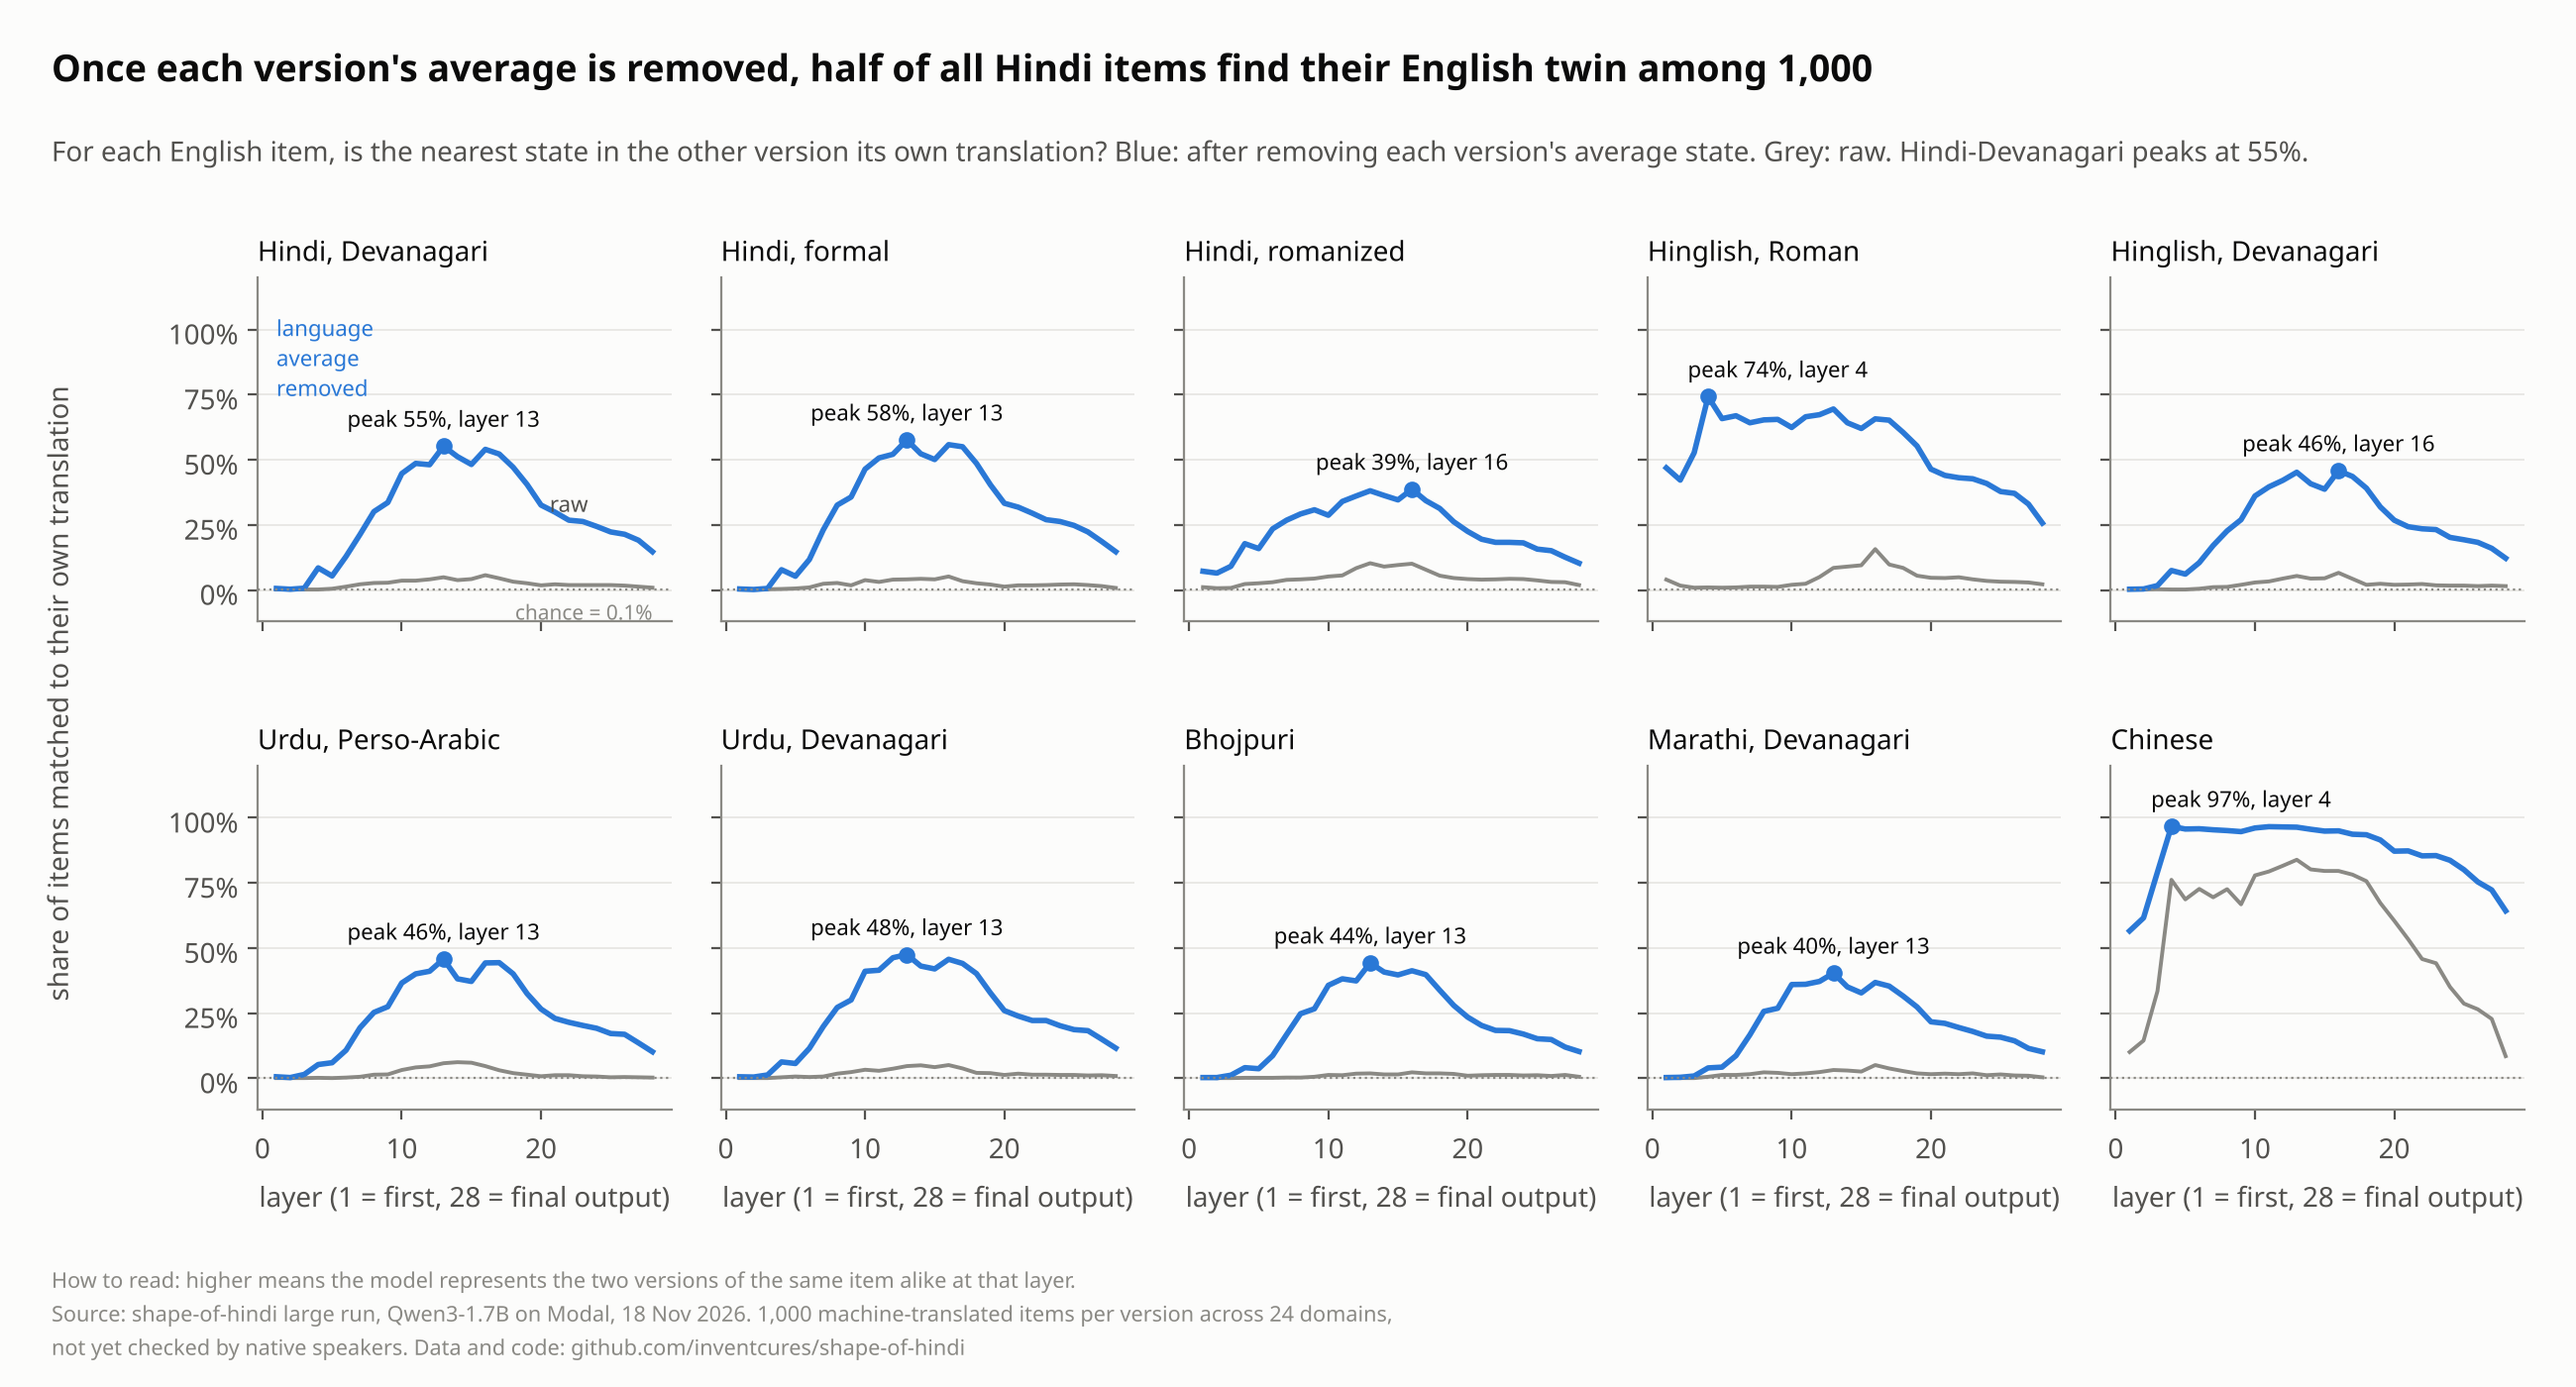 Once each version's average is removed, half of all Hindi items find their English twin among 1,000
For each English item, is the nearest state in the other version its own translation? Blue: after removing each version's average state. Grey: raw. Hindi-Devanagari peaks at 55%.
share of items matched to their own translation
Hindi, Devanagari
100%
75%
50%
25%
0%
language
average
removed
peak 55%, layer 13
raw
chance = 0.1%
Hindi, formal
peak 58%, layer 13
Hindi, romanized
peak 39%, layer 16
Hinglish, Roman
peak 74%, layer 4
Hinglish, Devanagari
peak 46%, layer 16
Urdu, Perso-Arabic
100%
75%
50%
25%
0%
peak 46%, layer 13
0 10 20
layer (1 = first, 28 = final output)
Urdu, Devanagari
peak 48%, layer 13
0 10 20
layer (1 = first, 28 = final output)
Bhojpuri
peak 44%, layer 13
0 10 20
layer (1 = first, 28 = final output)
Marathi, Devanagari
peak 40%, layer 13
0 10 20
layer (1 = first, 28 = final output)
Chinese
peak 97%, layer 4
0 10 20
layer (1 = first, 28 = final output)
How to read: higher means the model represents the two versions of the same item alike at that layer.
Source: shape-of-hindi large run, Qwen3-1.7B on Modal, 18 Nov 2026. 1,000 machine-translated items per version across 24 domains,
not yet checked by native speakers. Data and code: github.com/inventcures/shape-of-hindi